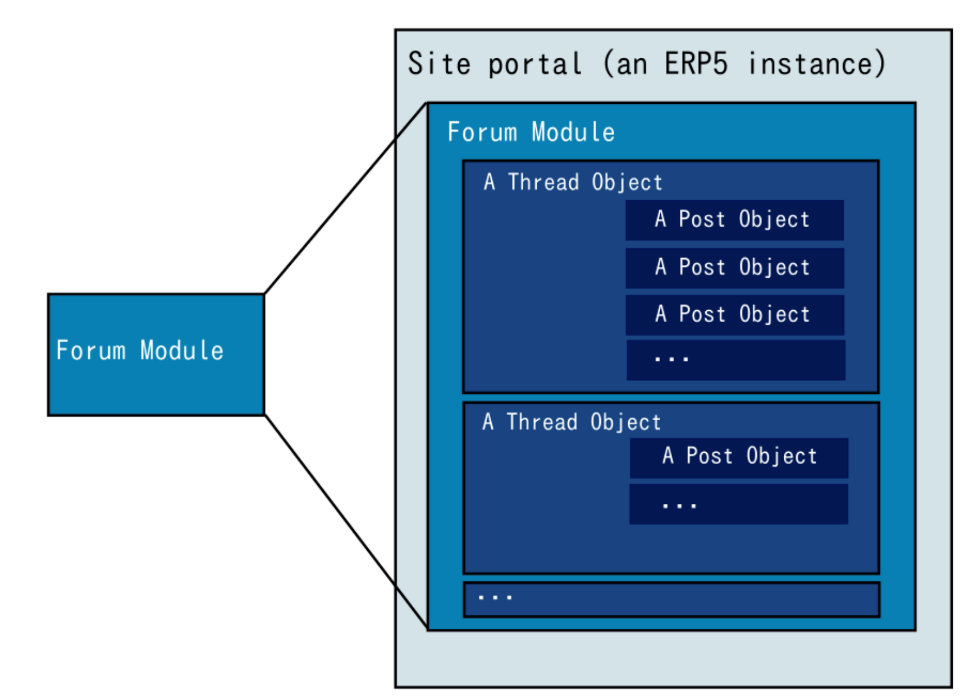 Site portal (an ERP5 instance)
Forum Module
A Thread Object
A Post Object
A Post Object
A Post Object
...
A Thread Object
A Post Object
...
...
Forum Module